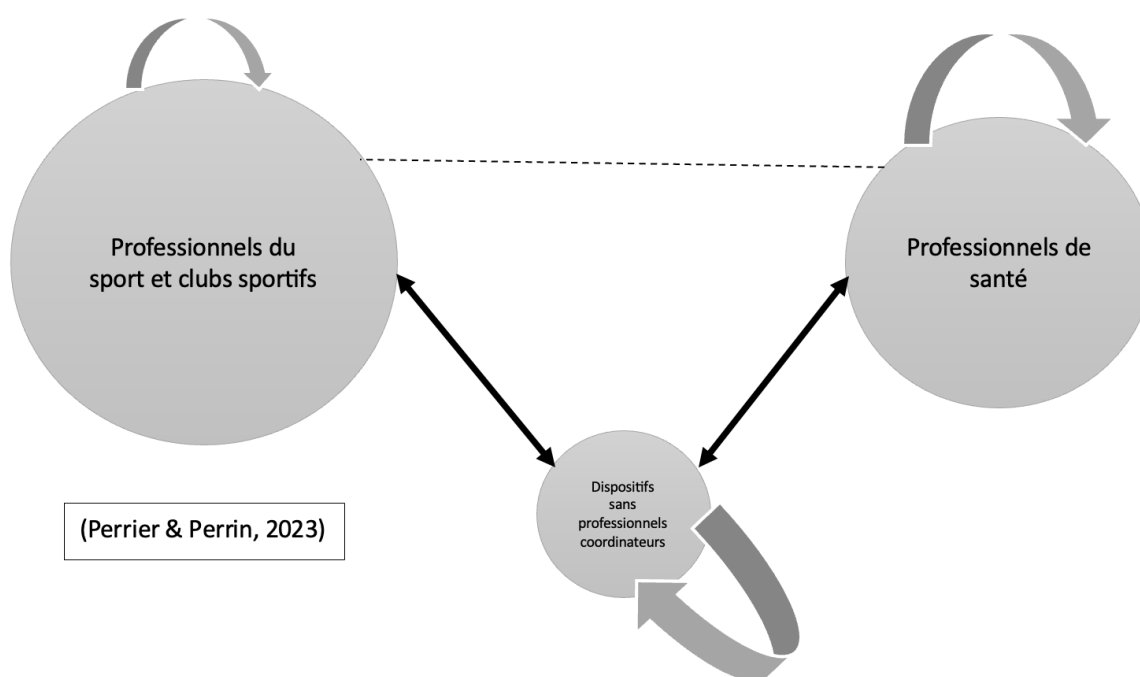 Professionnels du
sport et clubs sportifs
Professionnels de
santé
Dispositifs
sans
professionnels
coordinateurs
(Perrier & Perrin, 2023)